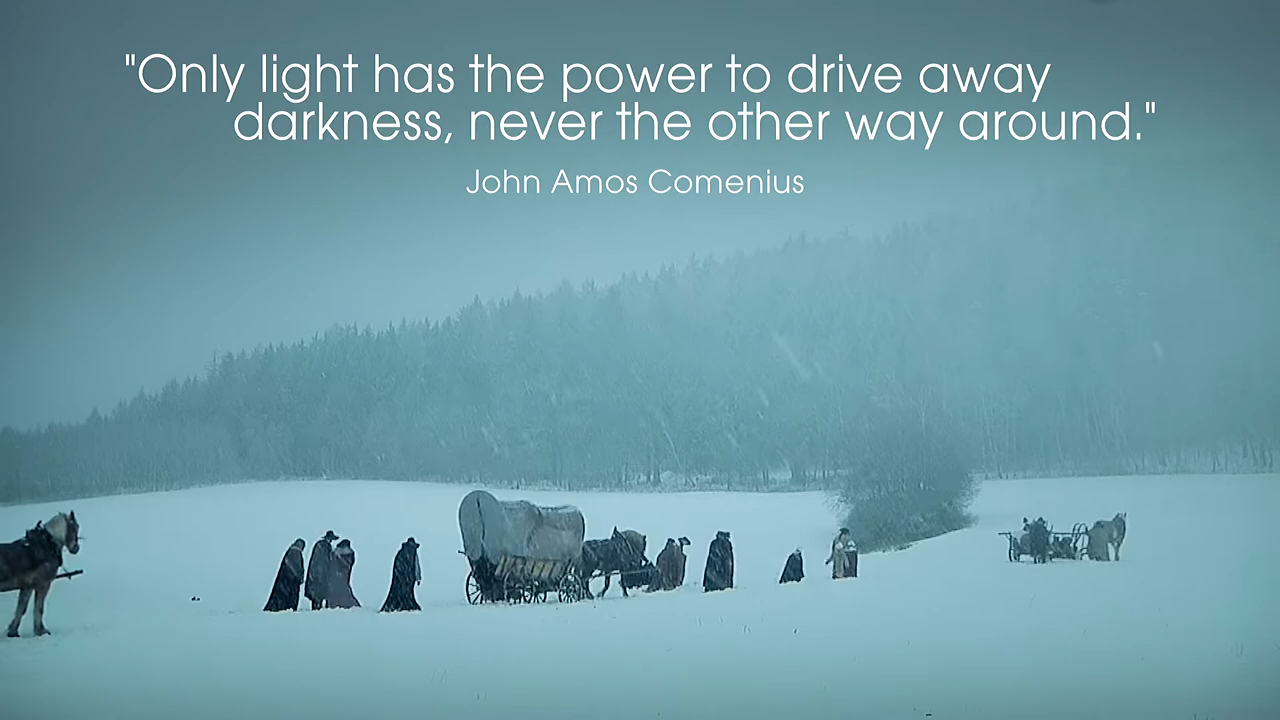 "Only light has the power to drive away
darkness, never the other way around."
John Amos Comenius